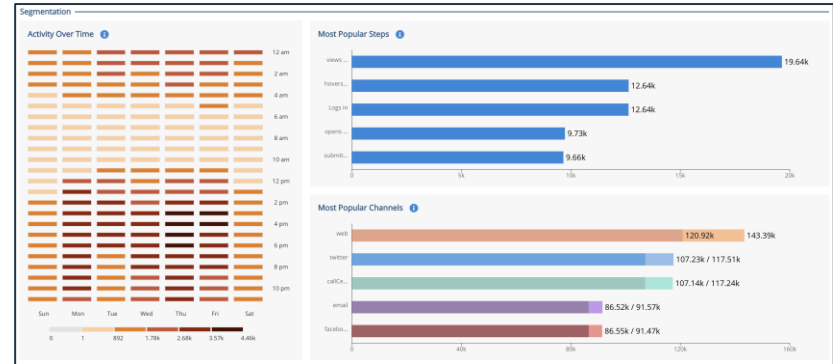 Segmentation
Activity Over Time
12 am
2 am
4 am
6 am
8 am
10 am
12 pm
2 pm
4 pm
6 pm
8 pm
10 pm
Sun Mon Tue Wed Thu Fri Sat
0 1 892 1.78k 2.68k 3.57k 4.46k
Most Popular Steps
views ... 19.64k
hovers... 12.64k
Logs in 12.64k
opens ... 9.73k
submit... 9.66k
0 5k 10k 15k 20k
Most Popular Channels
web 120.92k 143.39k
twitter 107.23k / 117.51k
callCe... 107.14k / 117.24k
email 86.52k / 91.57k
facebo... 86.55k / 91.47k
0 40k 80k 120k 160k